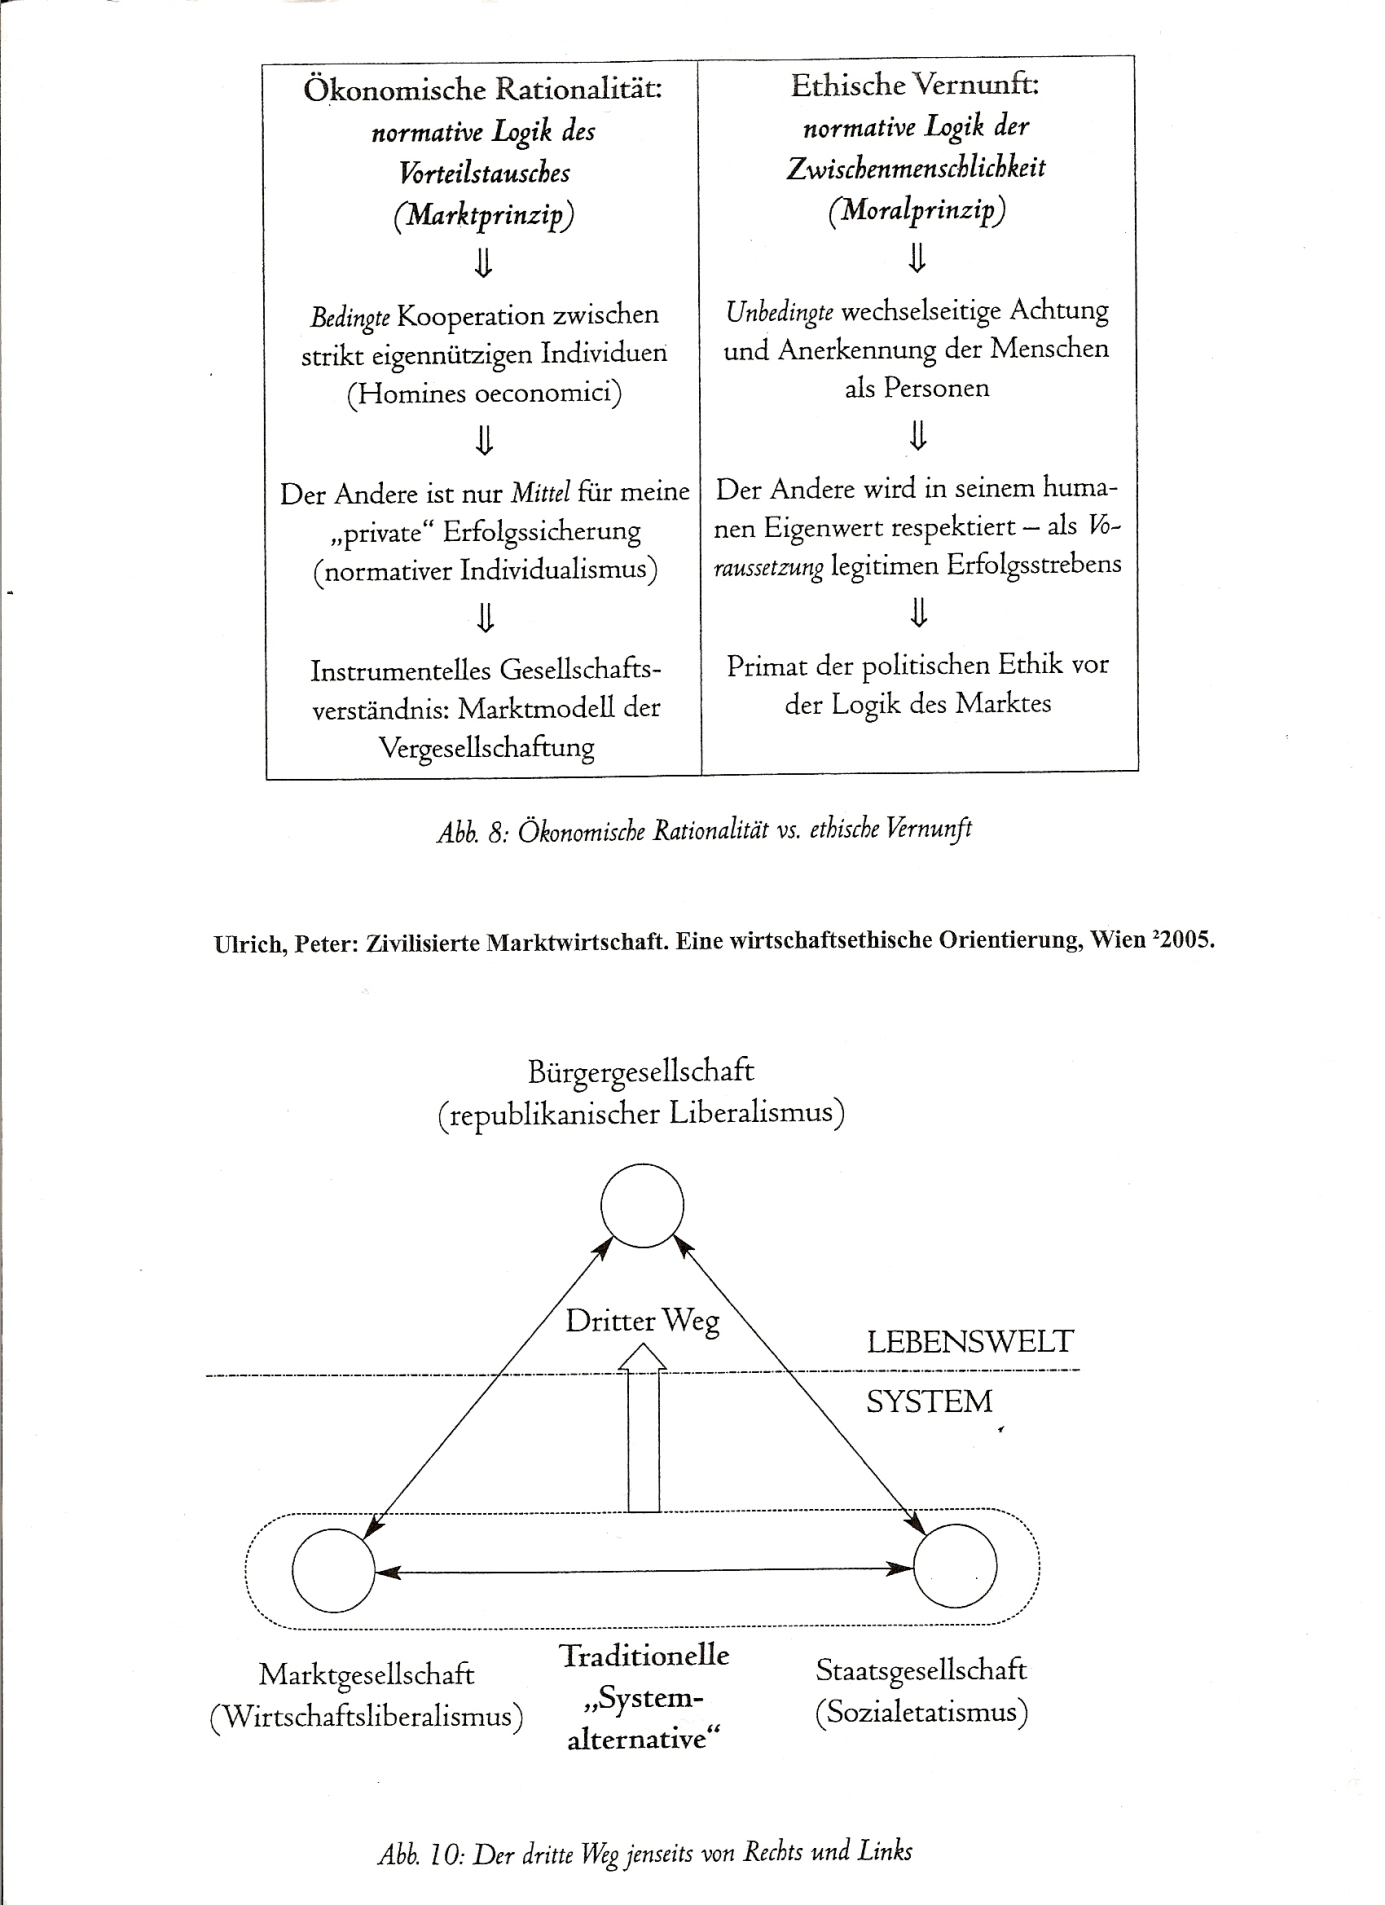 Ökonomische Rationalität:
normative Logik des
Vorteilstausches
(Marktprinzip)
⇓
Bedingte Kooperation zwischen
strikt eigennützigen Individuen
(Homines oeconomici)
⇓
Der Andere ist nur Mittel für meine
„private“ Erfolgssicherung
(normativer Individualismus)
⇓
Instrumentelles Gesellschafts-
verständnis: Marktmodell der
Vergesellschaftung
Ethische Vernunft:
normative Logik der
Zwischenmenschlichkeit
(Moralprinzip)
⇓
Unbedingte wechselseitige Achtung
und Anerkennung der Menschen
als Personen
⇓
Der Andere wird in seinem huma-
nen Eigenwert respektiert – als Vo-
raussetzung legitimen Erfolgsstrebens
⇓
Primat der politischen Ethik vor
der Logik des Marktes
Abb. 8: Ökonomische Rationalität vs. ethische Vernunft
Ulrich, Peter: Zivilisierte Marktwirtschaft. Eine wirtschaftsethische Orientierung, Wien ²2005.
Bürgergesellschaft
(republikanischer Liberalismus)
Dritter Weg
LEBENSWELT
SYSTEM
Marktgesellschaft
(Wirtschaftsliberalismus)
Traditionelle
„System-
alternative“
Staatsgesellschaft
(Sozialetatismus)
Abb. 10: Der dritte Weg jenseits von Rechts und Links